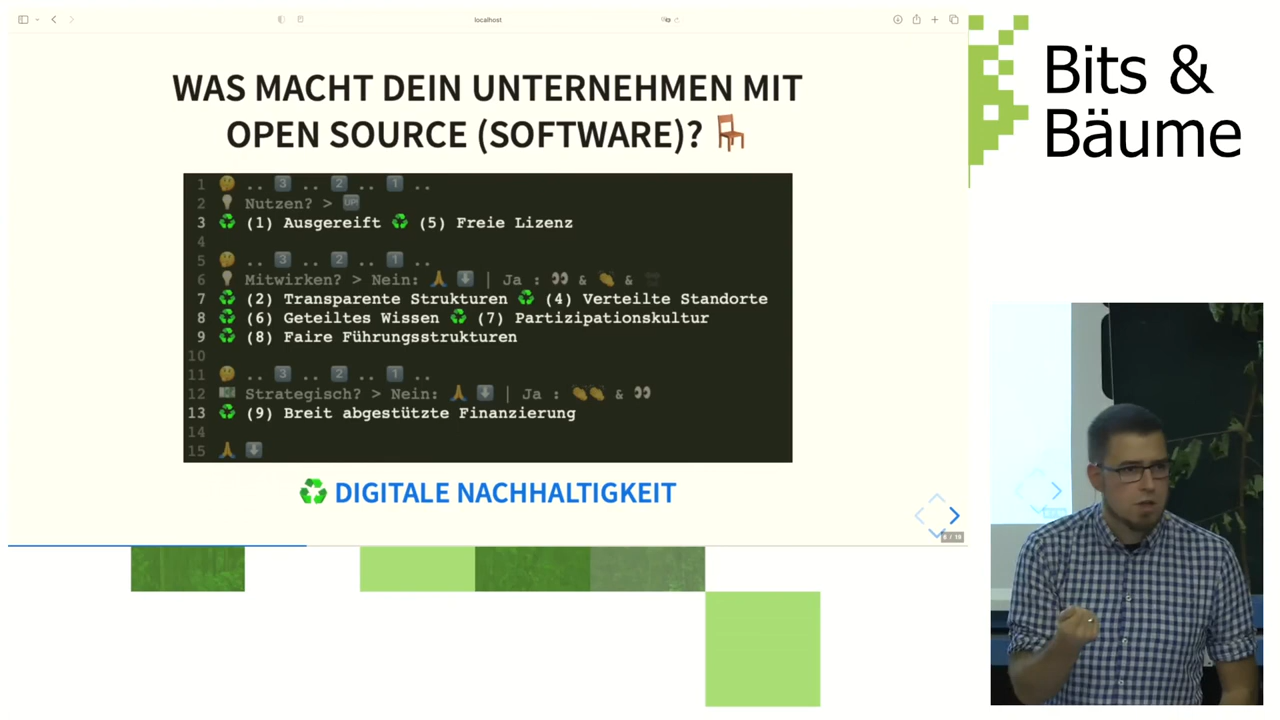 localhost
WAS MACHT DEIN UNTERNEHMEN MIT
OPEN SOURCE (SOFTWARE)? 🪑
1 🤔 .. 3️⃣ .. 2️⃣ .. 1️⃣ ..
2 💡 Nutzen? > 🆙
3 ♻️ (1) Ausgereift ♻️ (5) Freie Lizenz
4
5 🤔 .. 3️⃣ .. 2️⃣ .. 1️⃣ ..
6 💡 Mitwirken? > Nein: 🙏 ⬇️ | Ja : 👀 & 👏 &
7 ♻️ (2) Transparente Strukturen ♻️ (4) Verteilte Standorte
8 ♻️ (6) Geteiltes Wissen ♻️ (7) Partizipationskultur
9 ♻️ (8) Faire Führungsstrukturen
10
11 🤔 .. 3️⃣ .. 2️⃣ .. 1️⃣ ..
12 💵 Strategisch? > Nein: 🙏 ⬇️ | Ja : 👏👏 & 👀
13 ♻️ (9) Breit abgestützte Finanzierung
14
15 🙏 ⬇️
♻️ DIGITALE NACHHALTIGKEIT
Bits &
Bäume